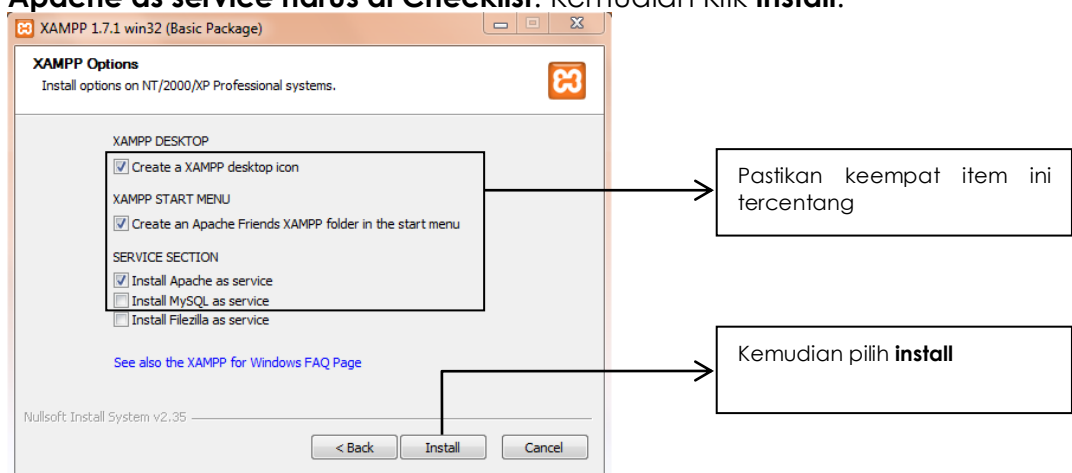 Apache as service harus di Checklist. Kemudian Klik Install.
XAMPP 1.7.1 win32 (Basic Package)
XAMPP Options
Install options on NT/2000/XP Professional systems.
XAMPP DESKTOP
Create a XAMPP desktop icon
XAMPP START MENU
Create an Apache Friends XAMPP folder in the start menu
SERVICE SECTION
Install Apache as service
Install MySQL as service
Install Filezilla as service
See also the XAMPP for Windows FAQ Page
Nullsoft Install System v2.35
< Back Install Cancel
Pastikan keempat item ini
tercentang
Kemudian pilih install